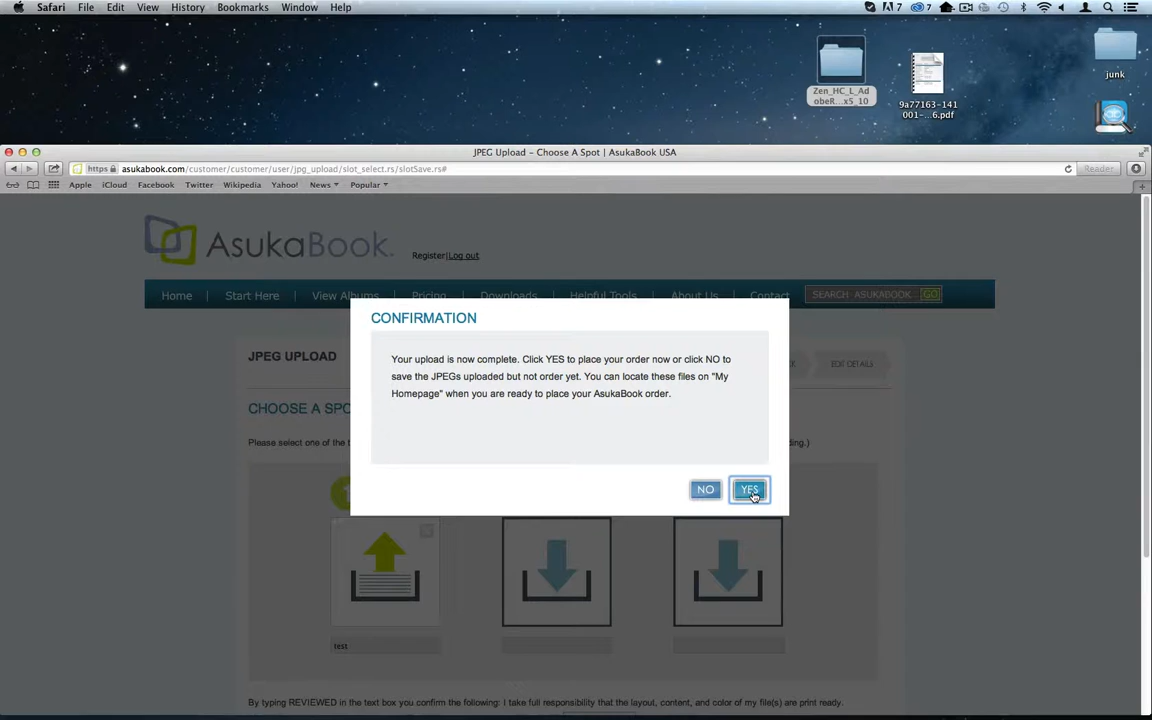 Safari File Edit View History Bookmarks Window Help 7 7
junk
Zen_HC_L_Ad
obeR...x5_10
9a77163-141
001-...6.pdf
JPEG Upload – Choose A Spot | AsukaBook USA
https asukabook.com/customer/customer/user/jpg_upload/slot_select.rs/slotSave.rs# Reader
Apple iCloud Facebook Twitter Wikipedia Yahoo! News Popular
AsukaBook. Register|Log out
Home | Start Here | View Albums Pricing Downloads Helpful Tools About Us Contact SEARCH ASUKABOOK... GO
CONFIRMATION
JPEG UPLOAD EDIT DETAILS
Your upload is now complete. Click YES to place your order now or click NO to
save the JPEGs uploaded but not order yet. You can locate these files on "My
Homepage" when you are ready to place your AsukaBook order.
CHOOSE A SPO
Please select one of the t ding.)
NO YES
test
By typing REVIEWED in the text box you confirm the following: I take full responsibility that the layout, content, and color of my file(s) are print ready.